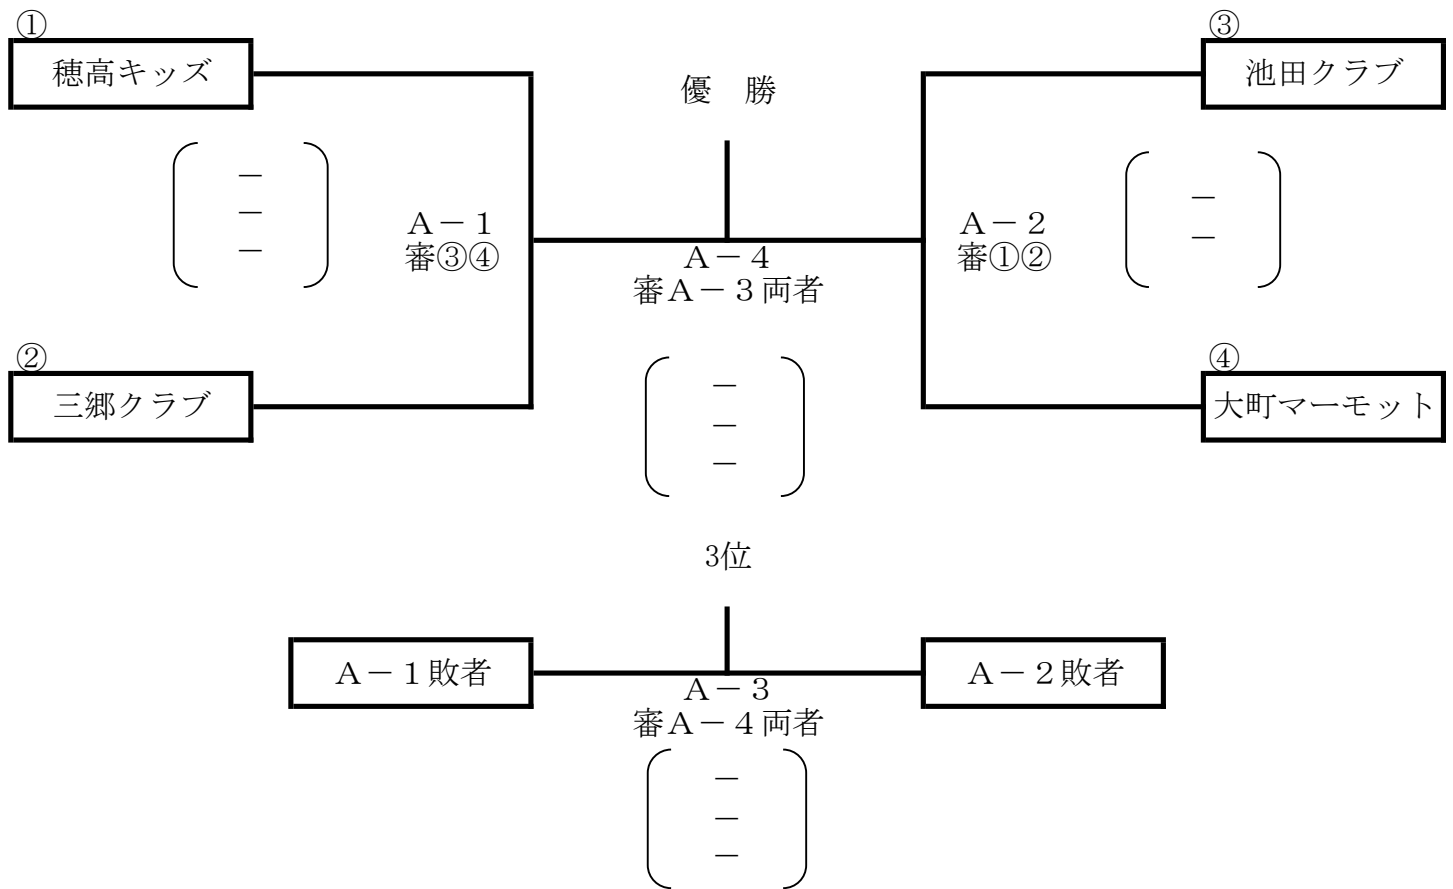 ①
穂高キッズ
③
池田クラブ
優　勝
－
－
－
Ａ－１
審③④
Ａ－４
審Ａ－３両者
Ａ－２
審①②
－
－
②
三郷クラブ
④
大町マーモット
－
－
－
3位
Ａ－１敗者
Ａ－３
審Ａ－４両者
Ａ－２敗者
－
－
－